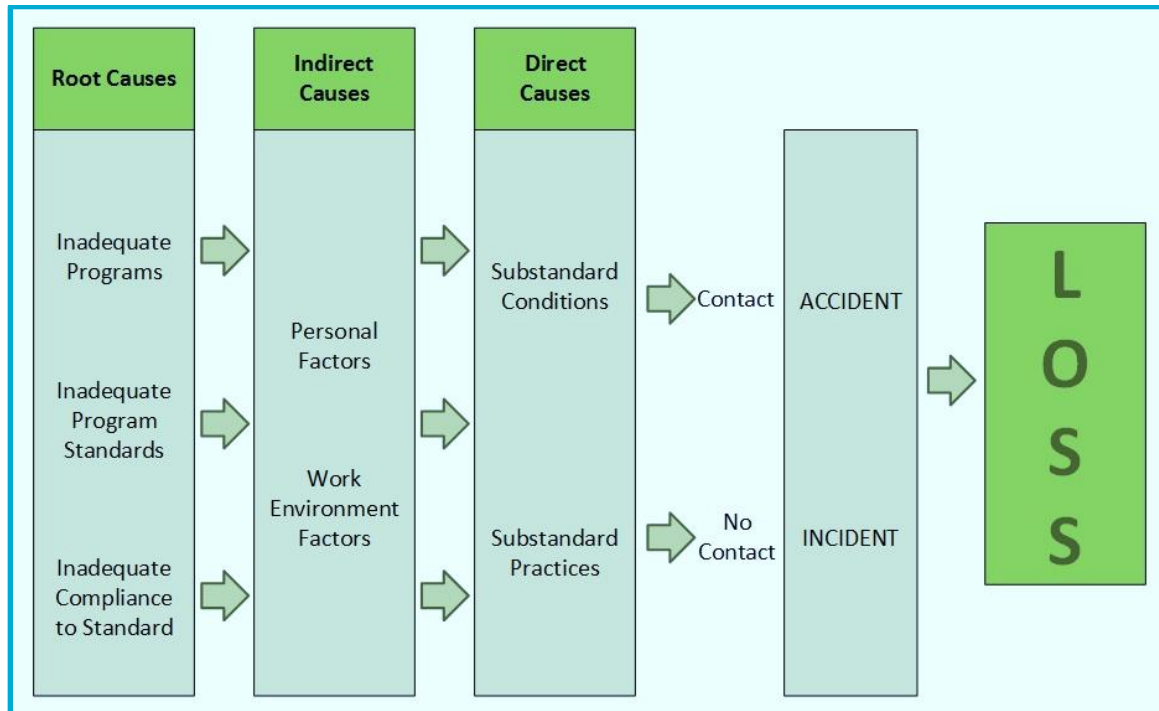 Root Causes
Inadequate
Programs
Inadequate
Program
Standards
Inadequate
Compliance
to Standard
Indirect
Causes
Personal
Factors
Work
Environment
Factors
Direct
Causes
Substandard
Conditions
Substandard
Practices
Contact
No
Contact
ACCIDENT
INCIDENT
L
O
S
S